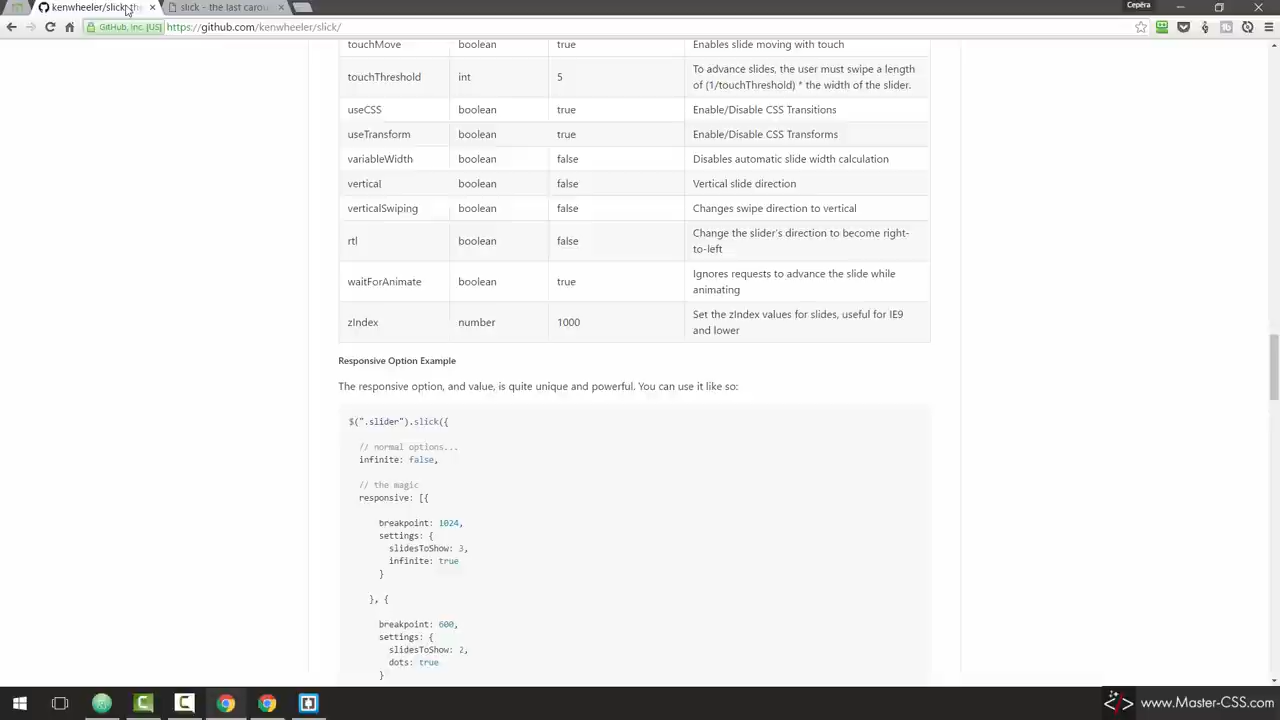 kenwheeler/slick: the
slick - the last carou
Серёга
GitHub, Inc. [US]
https://github.com/kenwheeler/slick/
touchMove boolean true Enables slide moving with touch
touchThreshold int 5 To advance slides, the user must swipe a length
of (1/touchThreshold) * the width of the slider.
useCSS boolean true Enable/Disable CSS Transitions
useTransform boolean true Enable/Disable CSS Transforms
variableWidth boolean false Disables automatic slide width calculation
vertical boolean false Vertical slide direction
verticalSwiping boolean false Changes swipe direction to vertical
rtl boolean false Change the slider's direction to become right-
to-left
waitForAnimate boolean true Ignores requests to advance the slide while
animating
zIndex number 1000 Set the zIndex values for slides, useful for IE9
and lower
Responsive Option Example
The responsive option, and value, is quite unique and powerful. You can use it like so:
$(".slider").slick({
// normal options...
infinite: false,
// the magic
responsive: [{
breakpoint: 1024,
settings: {
slidesToShow: 3,
infinite: true
}
}, {
breakpoint: 600,
settings: {
slidesToShow: 2,
dots: true
}
www.Master-CSS.com